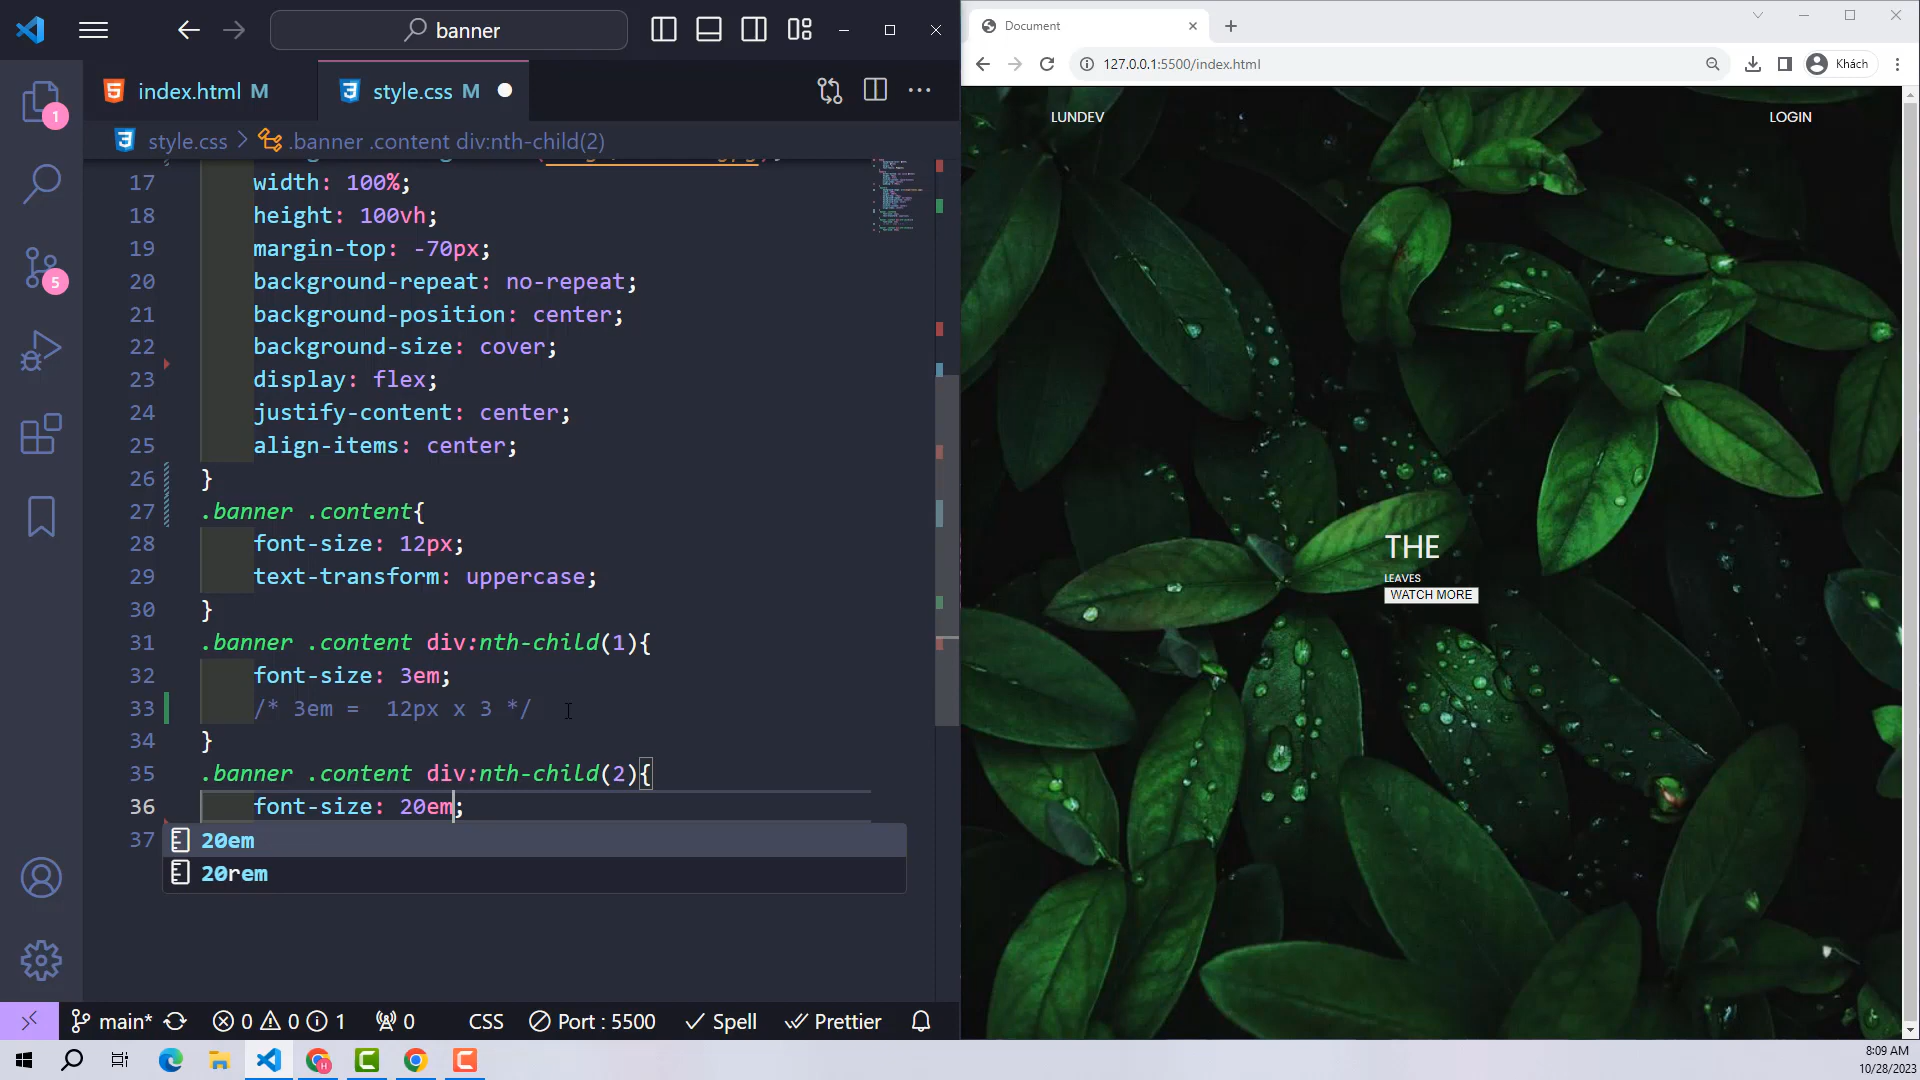 banner
index.html M
style.css M
style.css > .banner .content div:nth-child(2)
17 width: 100%;
18 height: 100vh;
19 margin-top: -70px;
20 background-repeat: no-repeat;
21 background-position: center;
22 background-size: cover;
23 display: flex;
24 justify-content: center;
25 align-items: center;
26 }
27 .banner .content{
28 font-size: 12px;
29 text-transform: uppercase;
30 }
31 .banner .content div:nth-child(1){
32 font-size: 3em;
33 /* 3em =  12px x 3 */
34 }
35 .banner .content div:nth-child(2){
36 font-size: 20em;
37
20em
20rem
1
5
main* 0 0 1 0 CSS Port : 5500 Spell Prettier
Document
127.0.0.1:5500/index.html
Khách
LUNDEV
LOGIN
THE
LEAVES
WATCH MORE
8:09 AM
10/28/2023